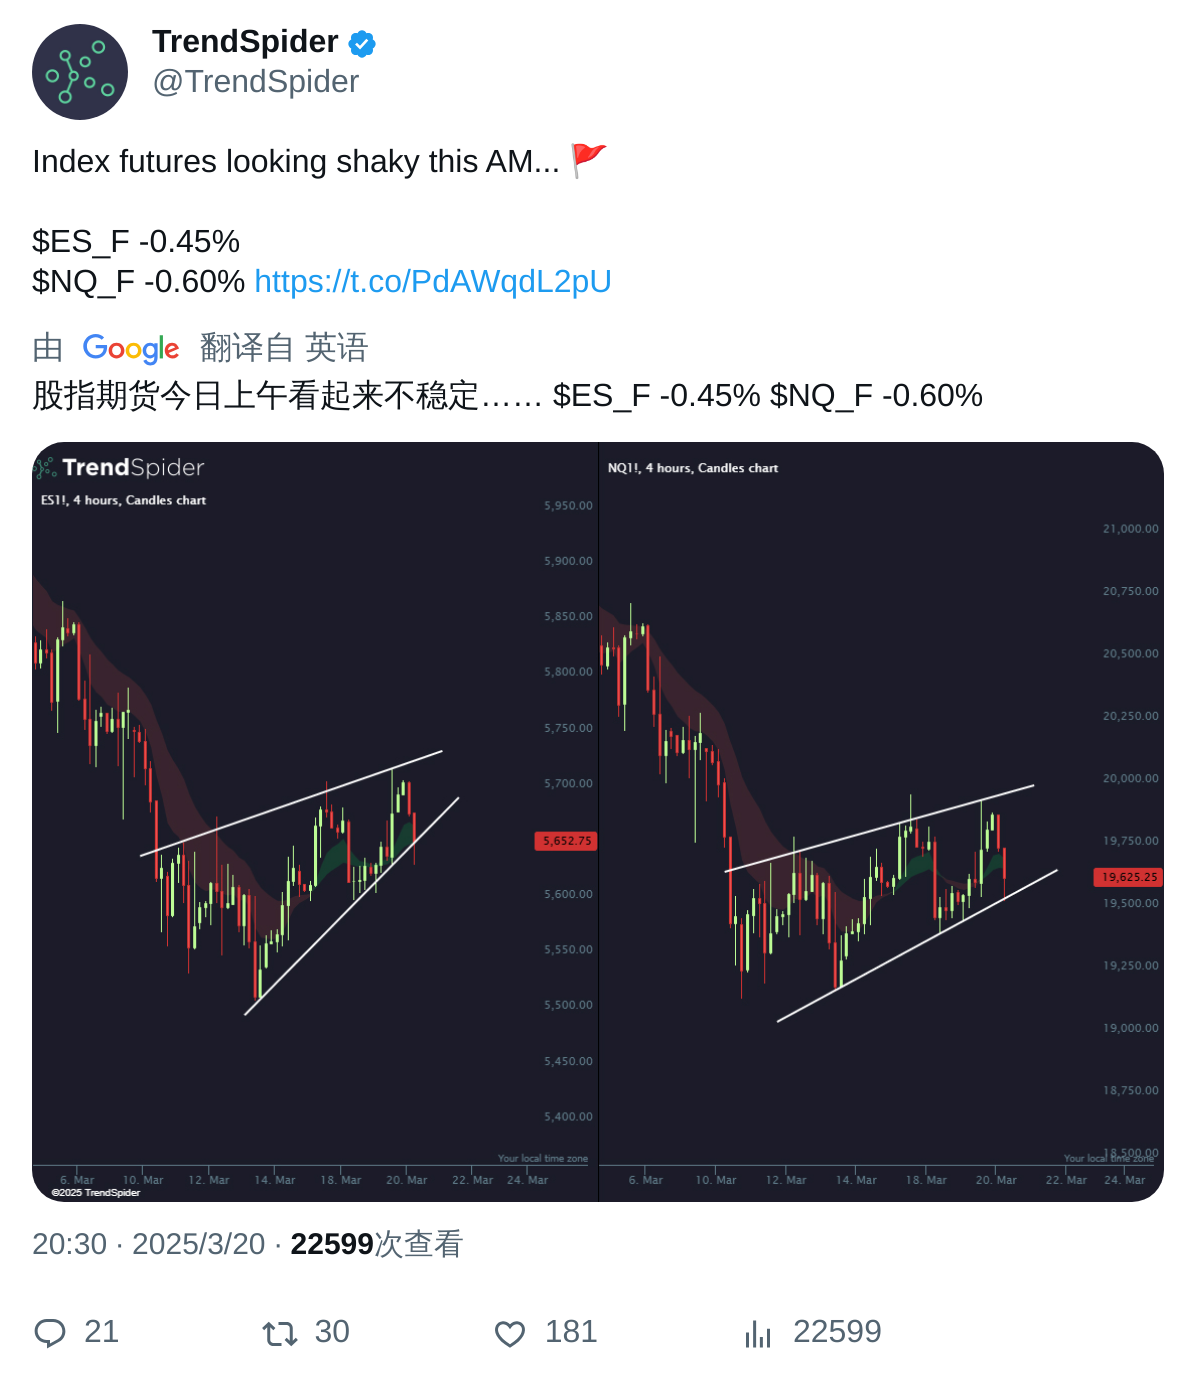 TrendSpider
@TrendSpider
Index futures looking shaky this AM... 🚩
$ES_F -0.45%
$NQ_F -0.60% https://t.co/PdAWqdL2pU
由 Google 翻译自 英语
股指期货今日上午看起来不稳定…… $ES_F -0.45% $NQ_F -0.60%
TrendSpider
ES1!, 4 hours, Candles chart
5,950.00
5,900.00
5,850.00
5,800.00
5,750.00
5,700.00
5,652.75
5,600.00
5,550.00
5,500.00
5,450.00
5,400.00
Your local time zone
6. Mar 10. Mar 12. Mar 14. Mar 18. Mar 20. Mar 22. Mar 24. Mar
©2025 TrendSpider
NQ1!, 4 hours, Candles chart
21,000.00
20,750.00
20,500.00
20,250.00
20,000.00
19,750.00
19,625.25
19,500.00
19,250.00
19,000.00
18,750.00
18,500.00
Your local time zone
6. Mar 10. Mar 12. Mar 14. Mar 18. Mar 20. Mar 22. Mar 24. Mar
20:30 · 2025/3/20 · 22599次查看
21 30 181 22599